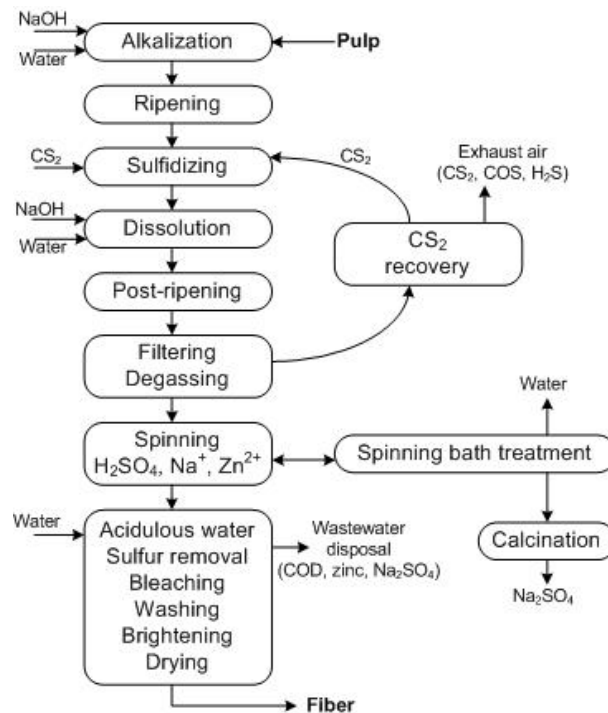 NaOH
Water
Alkalization
Pulp
Ripening
CS₂
Sulfidizing
CS₂
Exhaust air
(CS₂, COS, H₂S)
NaOH
Water
Dissolution
CS₂
recovery
Post-ripening
Filtering
Degassing
Water
Spinning
H₂SO₄, Na⁺, Zn²⁺
Spinning bath treatment
Water
Acidulous water
Sulfur removal
Bleaching
Washing
Brightening
Drying
Wastewater
disposal
(COD, zinc, Na₂SO₄)
Calcination
Na₂SO₄
Fiber